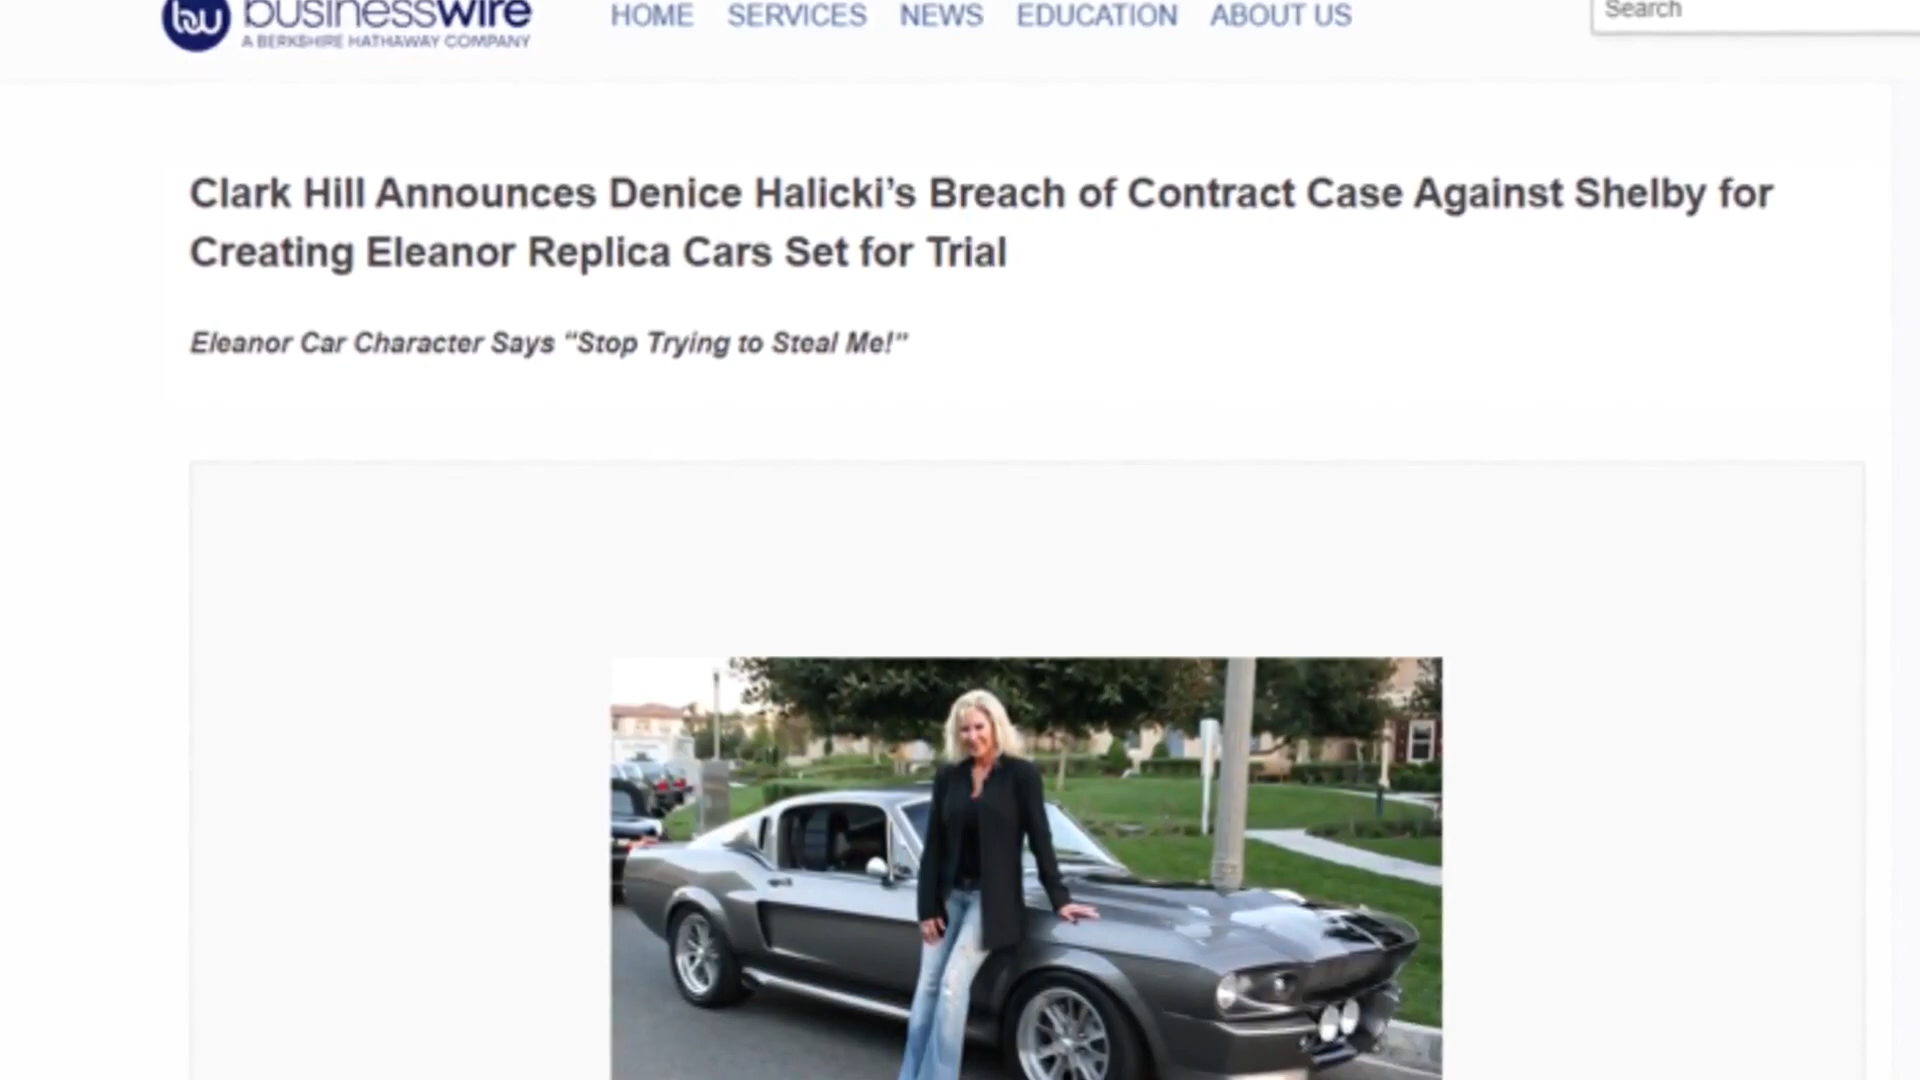 businesswire
A BERKSHIRE HATHAWAY COMPANY
HOME SERVICES NEWS EDUCATION ABOUT US
Search
Clark Hill Announces Denice Halicki’s Breach of Contract Case Against Shelby for
Creating Eleanor Replica Cars Set for Trial
Eleanor Car Character Says “Stop Trying to Steal Me!”